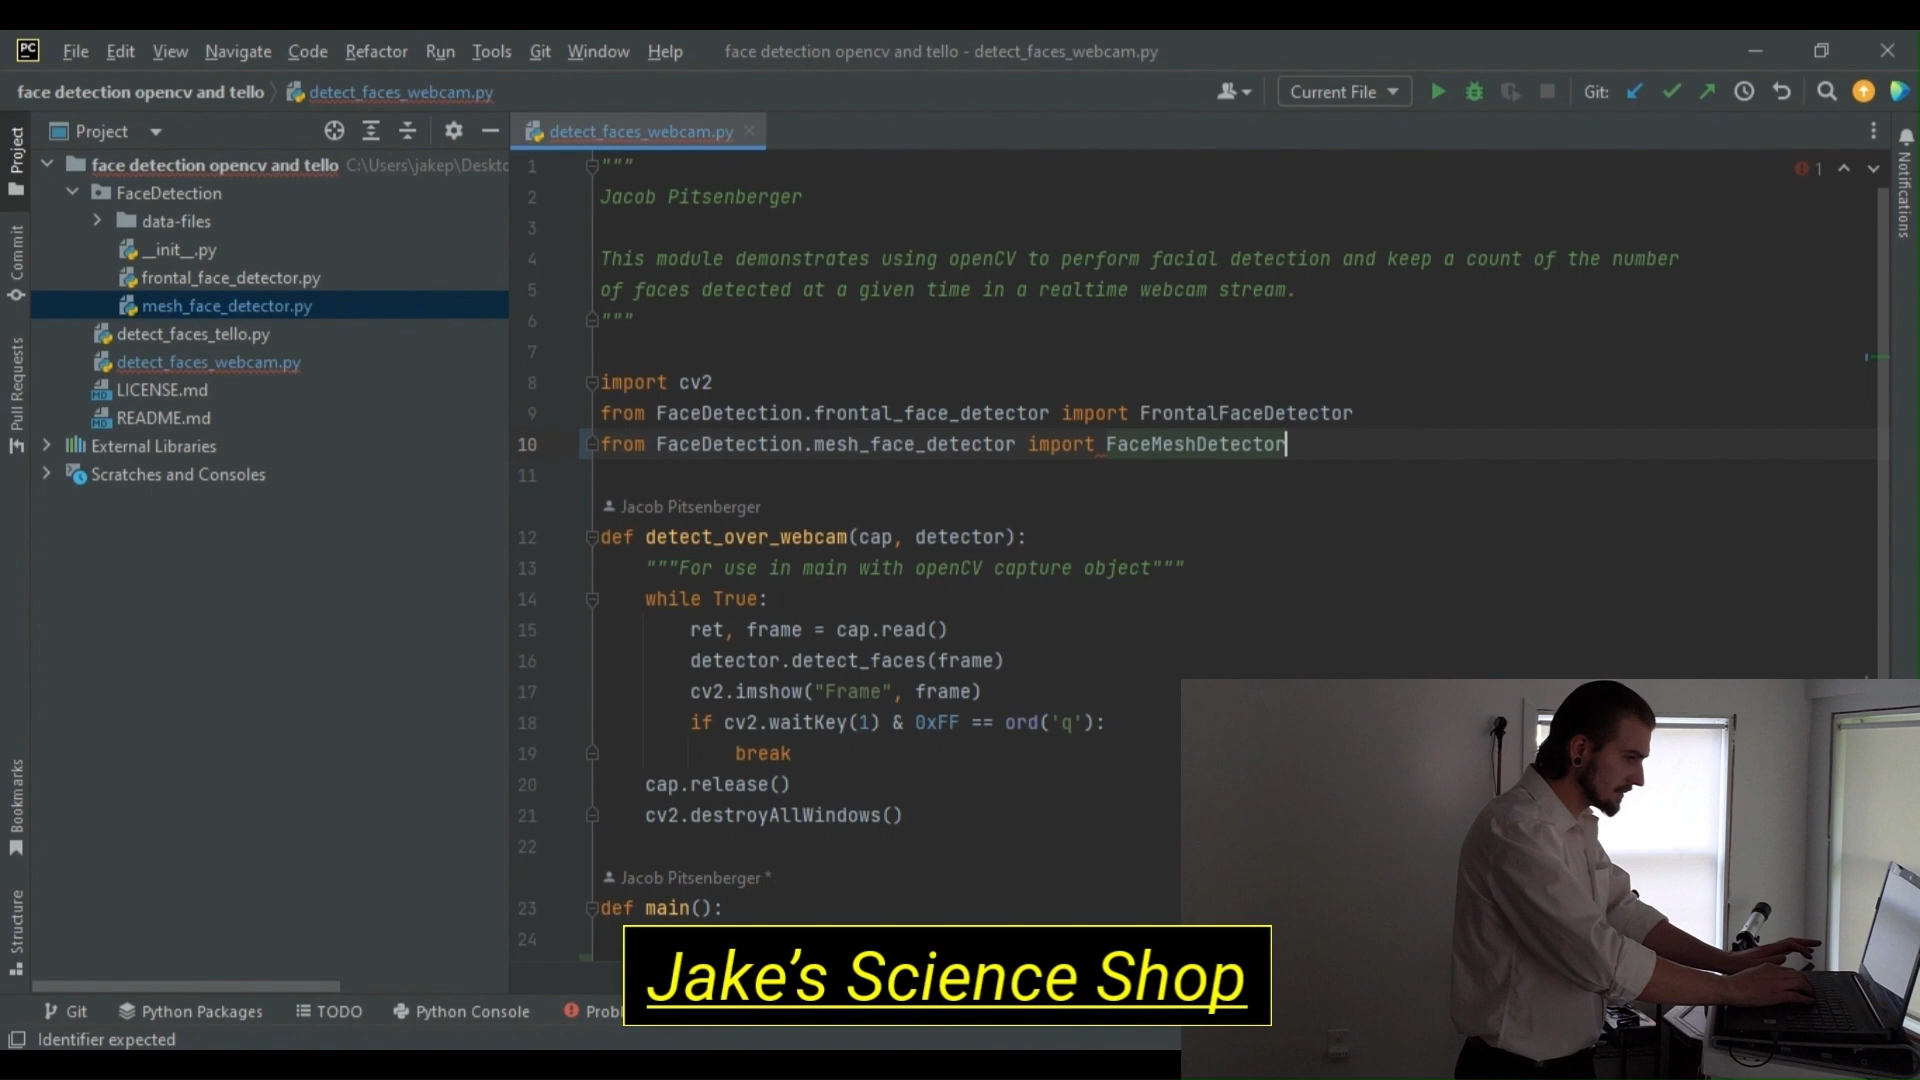 PC File Edit View Navigate Code Refactor Run Tools Git Window Help face detection opencv and tello - detect_faces_webcam.py
face detection opencv and tello detect_faces_webcam.py Current File Git:
Project
Commit
Pull Requests
Bookmarks
Structure
Project
face detection opencv and tello C:\Users\jakep\Deskto
FaceDetection
data-files
__init__.py
frontal_face_detector.py
mesh_face_detector.py
detect_faces_tello.py
detect_faces_webcam.py
LICENSE.md
README.md
External Libraries
Scratches and Consoles
detect_faces_webcam.py
1 """
2 Jacob Pitsenberger
3
4 This module demonstrates using openCV to perform facial detection and keep a count of the number
5 of faces detected at a given time in a realtime webcam stream.
6 """
7
8 import cv2
9 from FaceDetection.frontal_face_detector import FrontalFaceDetector
10 from FaceDetection.mesh_face_detector import FaceMeshDetector
11
Jacob Pitsenberger
12 def detect_over_webcam(cap, detector):
13 """For use in main with openCV capture object"""
14 while True:
15 ret, frame = cap.read()
16 detector.detect_faces(frame)
17 cv2.imshow("Frame", frame)
18 if cv2.waitKey(1) & 0xFF == ord('q'):
19 break
20 cap.release()
21 cv2.destroyAllWindows()
22
Jacob Pitsenberger *
23 def main():
24
1
Notifications
Jake's Science Shop
Git Python Packages TODO Python Console Probl
Identifier expected